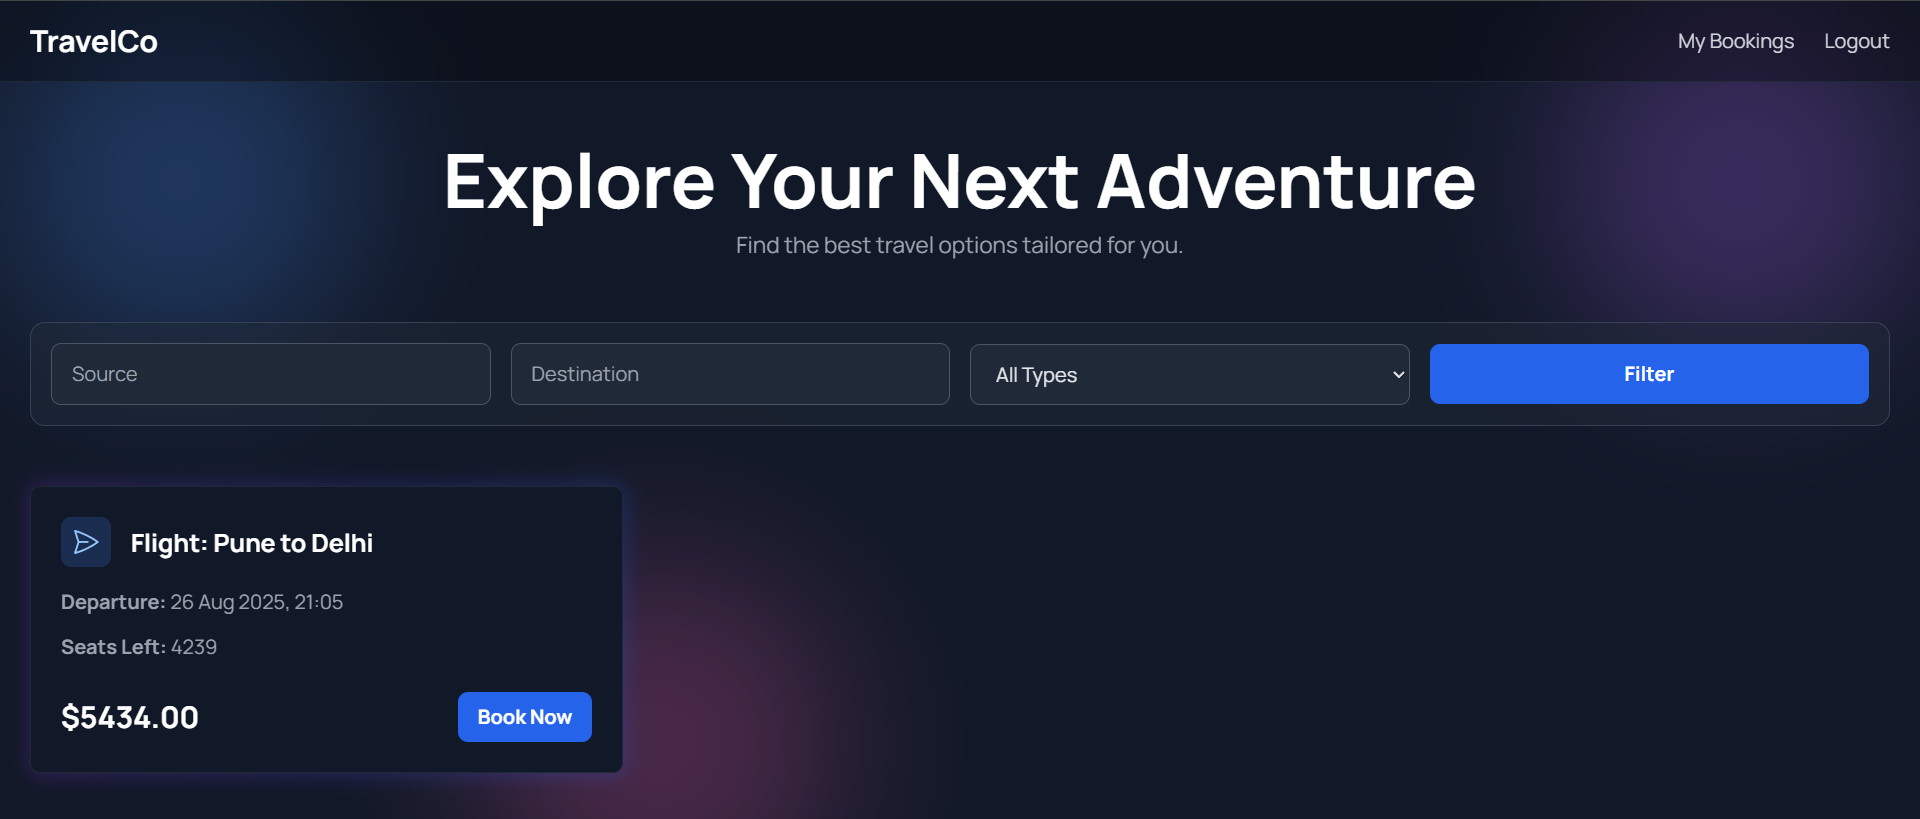 TravelCo
My Bookings
Logout
Explore Your Next Adventure
Find the best travel options tailored for you.
Source
Destination
All Types
Filter
Flight: Pune to Delhi
Departure: 26 Aug 2025, 21:05
Seats Left: 4239
$5434.00
Book Now